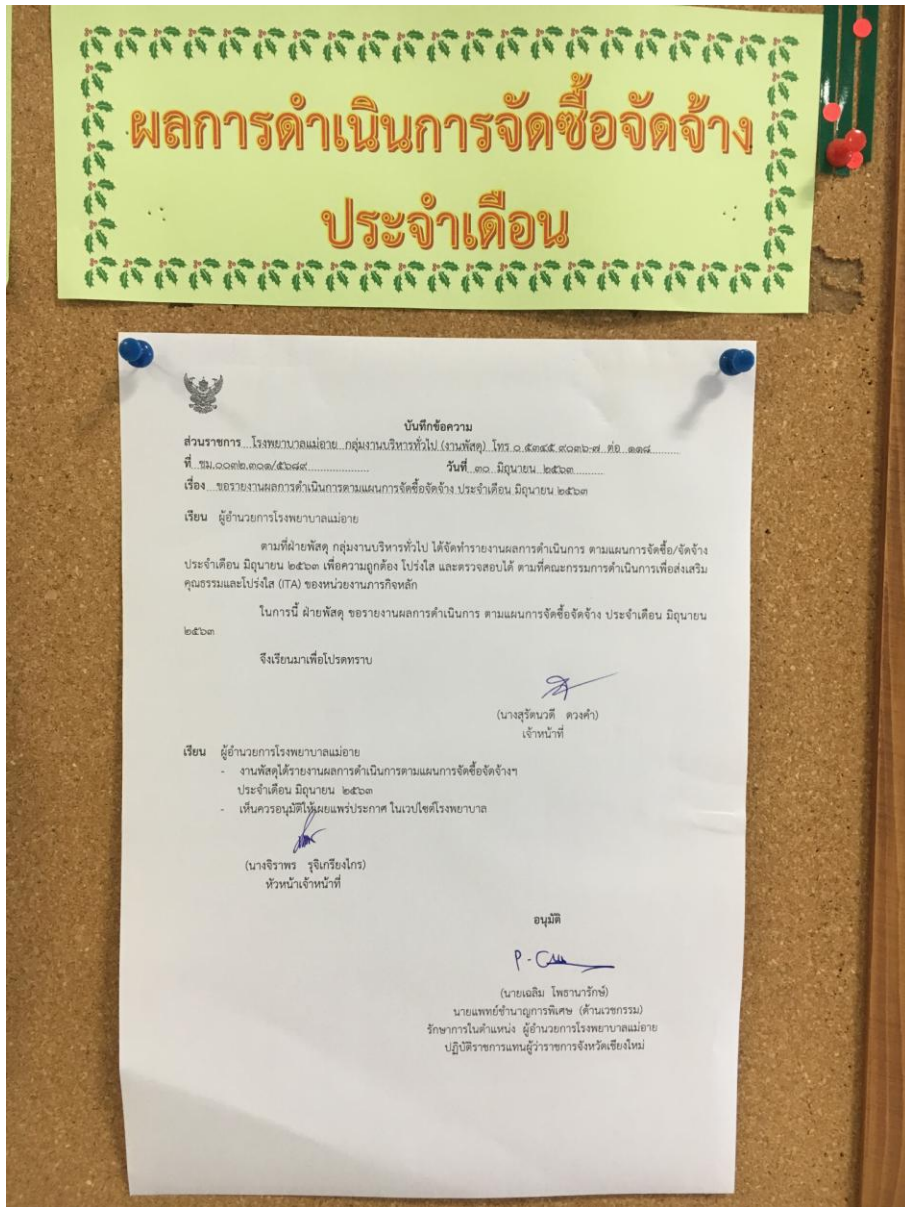 ผลการดำเนินการจัดซื้อจัดจ้าง
ประจำเดือน
บันทึกข้อความ
ส่วนราชการ โรงพยาบาลแม่อาย กลุ่มงานบริหารทั่วไป (งานพัสดุ) โทร ๐ ๕๓๔๕ ๙๐๓๖-๗ ต่อ ๑๑๘
ที่ ชม.๐๐๓๒.๓๐๑/๕๖๘๙ วันที่ ๓๐ มิถุนายน ๒๕๖๓
เรื่อง ขอรายงานผลการดำเนินการตามแผนการจัดซื้อจัดจ้าง ประจำเดือน มิถุนายน ๒๕๖๓
เรียน ผู้อำนวยการโรงพยาบาลแม่อาย
ตามที่ฝ่ายพัสดุ กลุ่มงานบริหารทั่วไป ได้จัดทำรายงานผลการดำเนินการ ตามแผนการจัดซื้อ/จัดจ้าง
ประจำเดือน มิถุนายน ๒๕๖๓ เพื่อความถูกต้อง โปร่งใส และตรวจสอบได้ ตามที่คณะกรรมการดำเนินการเพื่อส่งเสริม
คุณธรรมและโปร่งใส (ITA) ของหน่วยงานภารกิจหลัก
ในการนี้ ฝ่ายพัสดุ ขอรายงานผลการดำเนินการ ตามแผนการจัดซื้อจัดจ้าง ประจำเดือน มิถุนายน
๒๕๖๓
จึงเรียนมาเพื่อโปรดทราบ
(นางสุรัตนวดี ดวงคำ)
เจ้าหน้าที่
เรียน ผู้อำนวยการโรงพยาบาลแม่อาย
- งานพัสดุได้รายงานผลการดำเนินการตามแผนการจัดซื้อจัดจ้างฯ
ประจำเดือน มิถุนายน ๒๕๖๓
- เห็นควรอนุมัติให้เผยแพร่ประกาศ ในเวปไซต์โรงพยาบาล
(นางจิราพร รุจิเกรียงไกร)
หัวหน้าเจ้าหน้าที่
อนุมัติ
(นายเฉลิม โพธานารักษ์)
นายแพทย์ชำนาญการพิเศษ (ด้านเวชกรรม)
รักษาการในตำแหน่ง ผู้อำนวยการโรงพยาบาลแม่อาย
ปฏิบัติราชการแทนผู้ว่าราชการจังหวัดเชียงใหม่